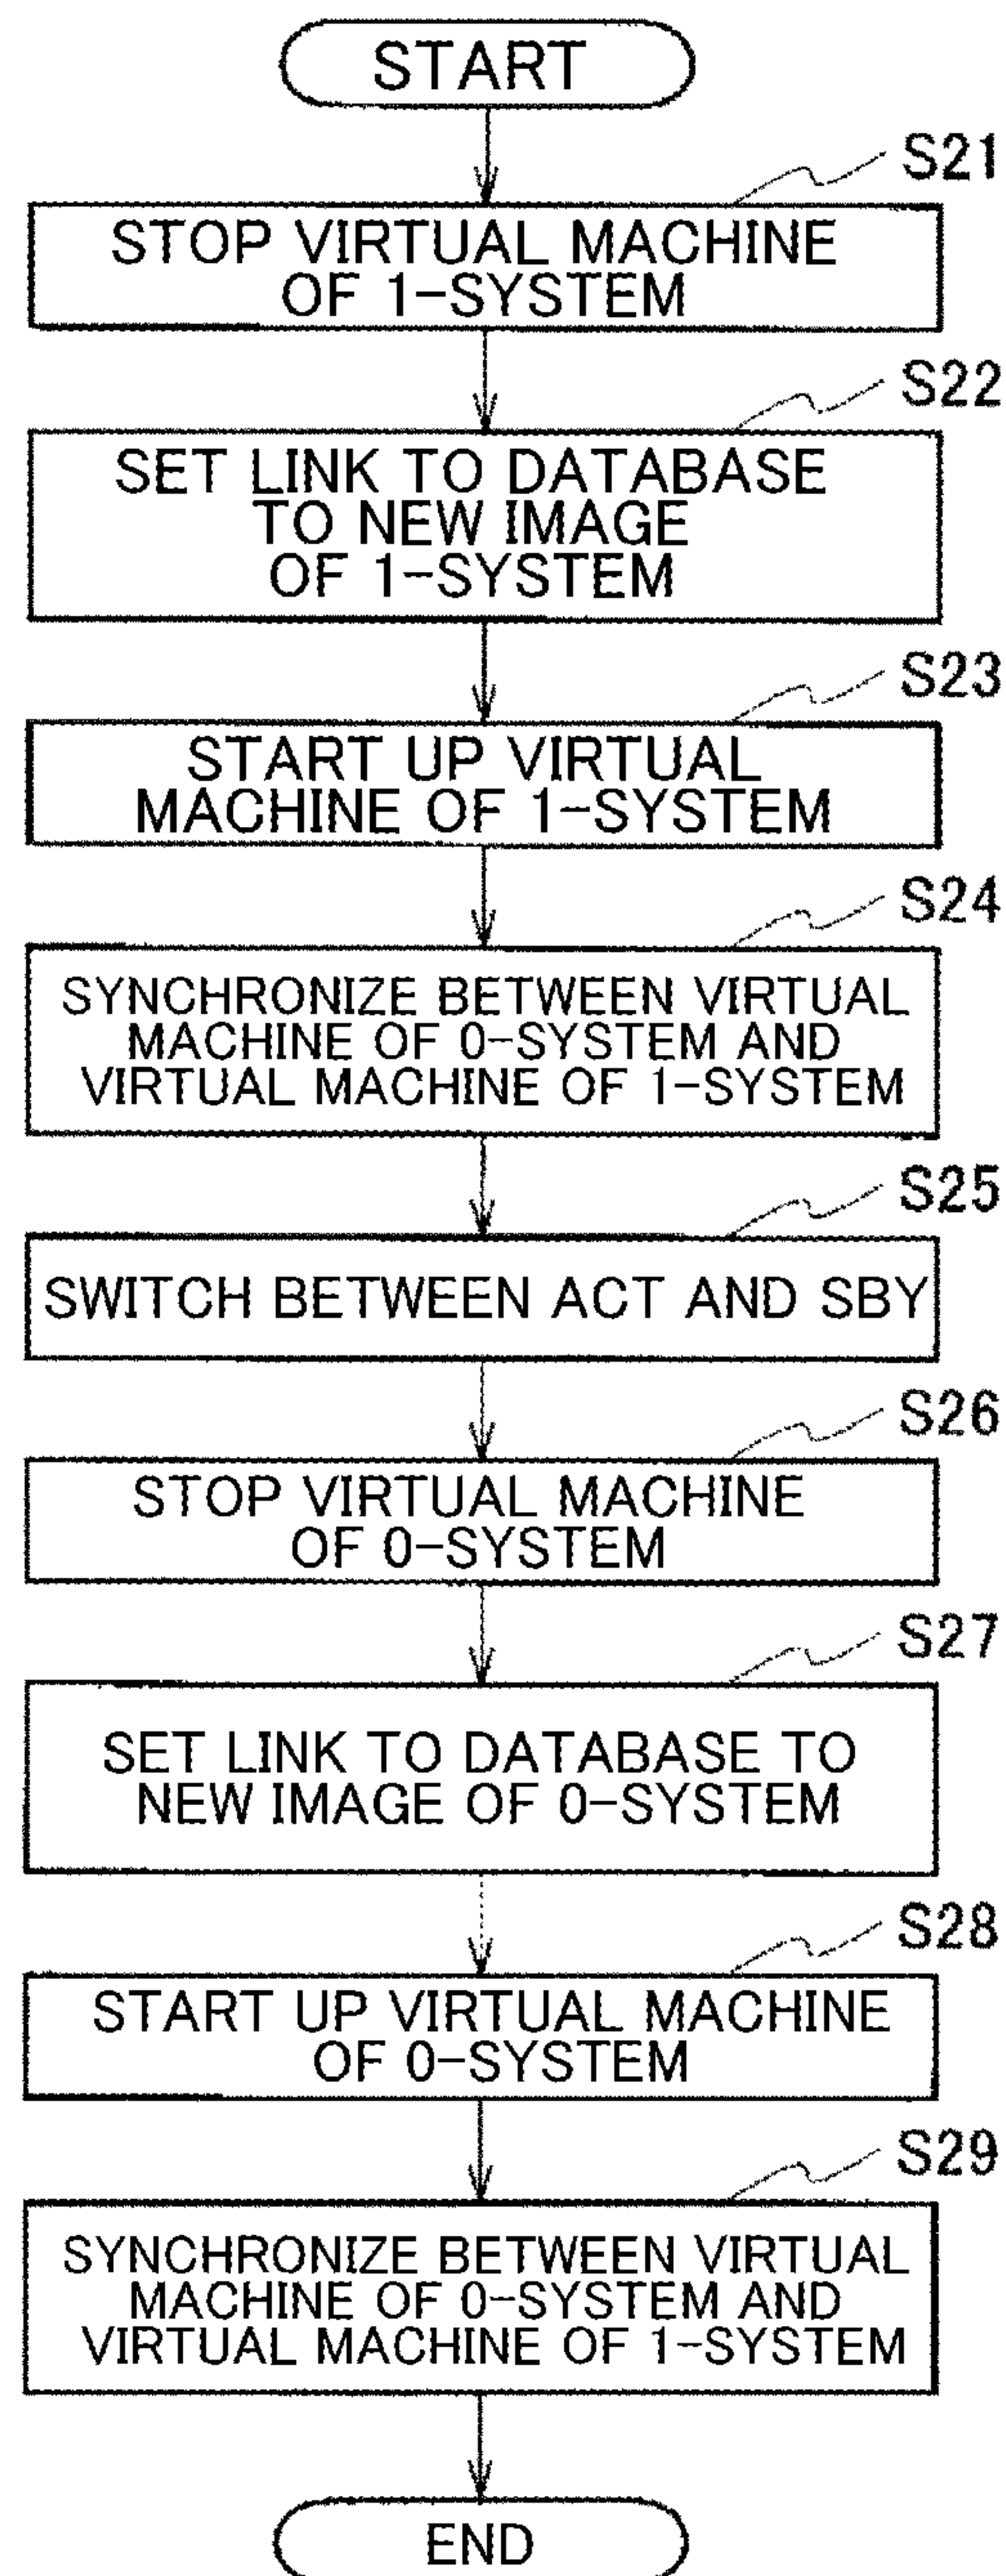 START
S21
STOP VIRTUAL MACHINE
OF 1-SYSTEM
S22
SET LINK TO DATABASE
TO NEW IMAGE
OF 1-SYSTEM
S23
START UP VIRTUAL
MACHINE OF 1-SYSTEM
S24
SYNCHRONIZE BETWEEN VIRTUAL
MACHINE OF 0-SYSTEM AND
VIRTUAL MACHINE OF 1-SYSTEM
S25
SWITCH BETWEEN ACT AND SBY
S26
STOP VIRTUAL MACHINE
OF 0-SYSTEM
S27
SET LINK TO DATABASE TO
NEW IMAGE OF 0-SYSTEM
S28
START UP VIRTUAL MACHINE
OF 0-SYSTEM
S29
SYNCHRONIZE BETWEEN VIRTUAL
MACHINE OF 0-SYSTEM AND
VIRTUAL MACHINE OF 1-SYSTEM
END